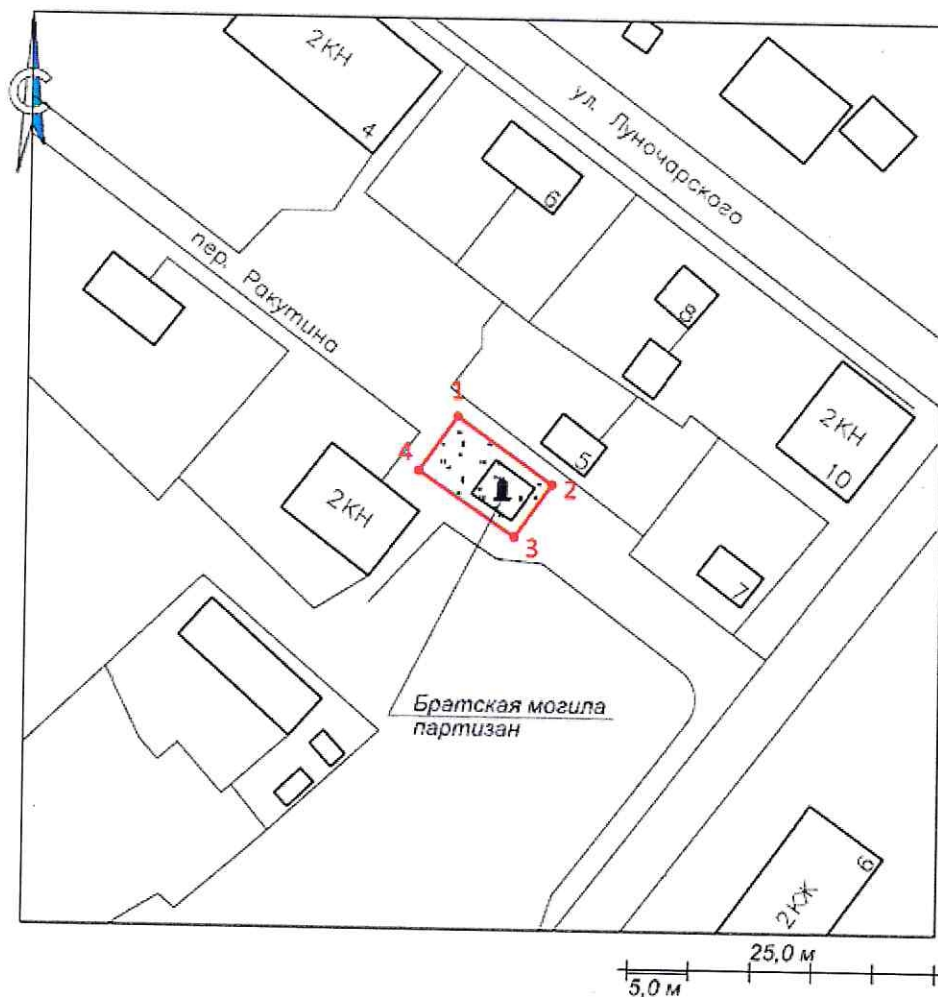 2КН
4
С
ул. Луночарского
6
пер. Ракутина
8
1
2КН
10
4
5
2
2КН
3
7
Братская могила
партизан
6
2КЖ
25,0 м
5,0 м